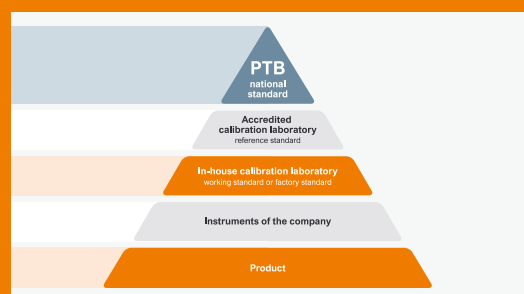 PTB
national
standard
Accredited
calibration laboratory
reference standard
In-house calibration laboratory
working standard or factory standard
Instruments of the company
Product